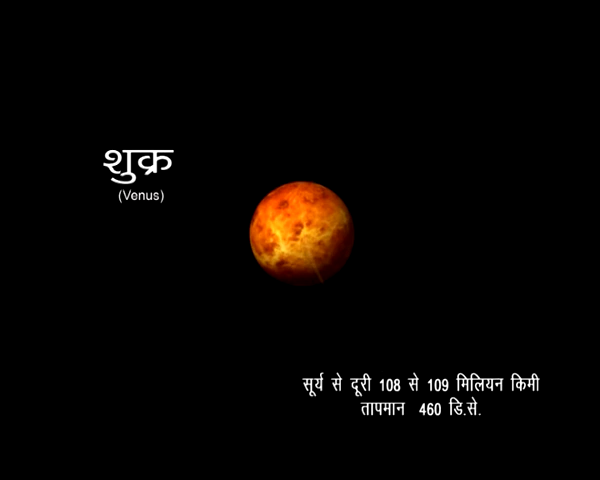 शुक्र
(Venus)
सूर्य से दूरी 108 से 109 मिलियन किमी
तापमान 460 डि.से.